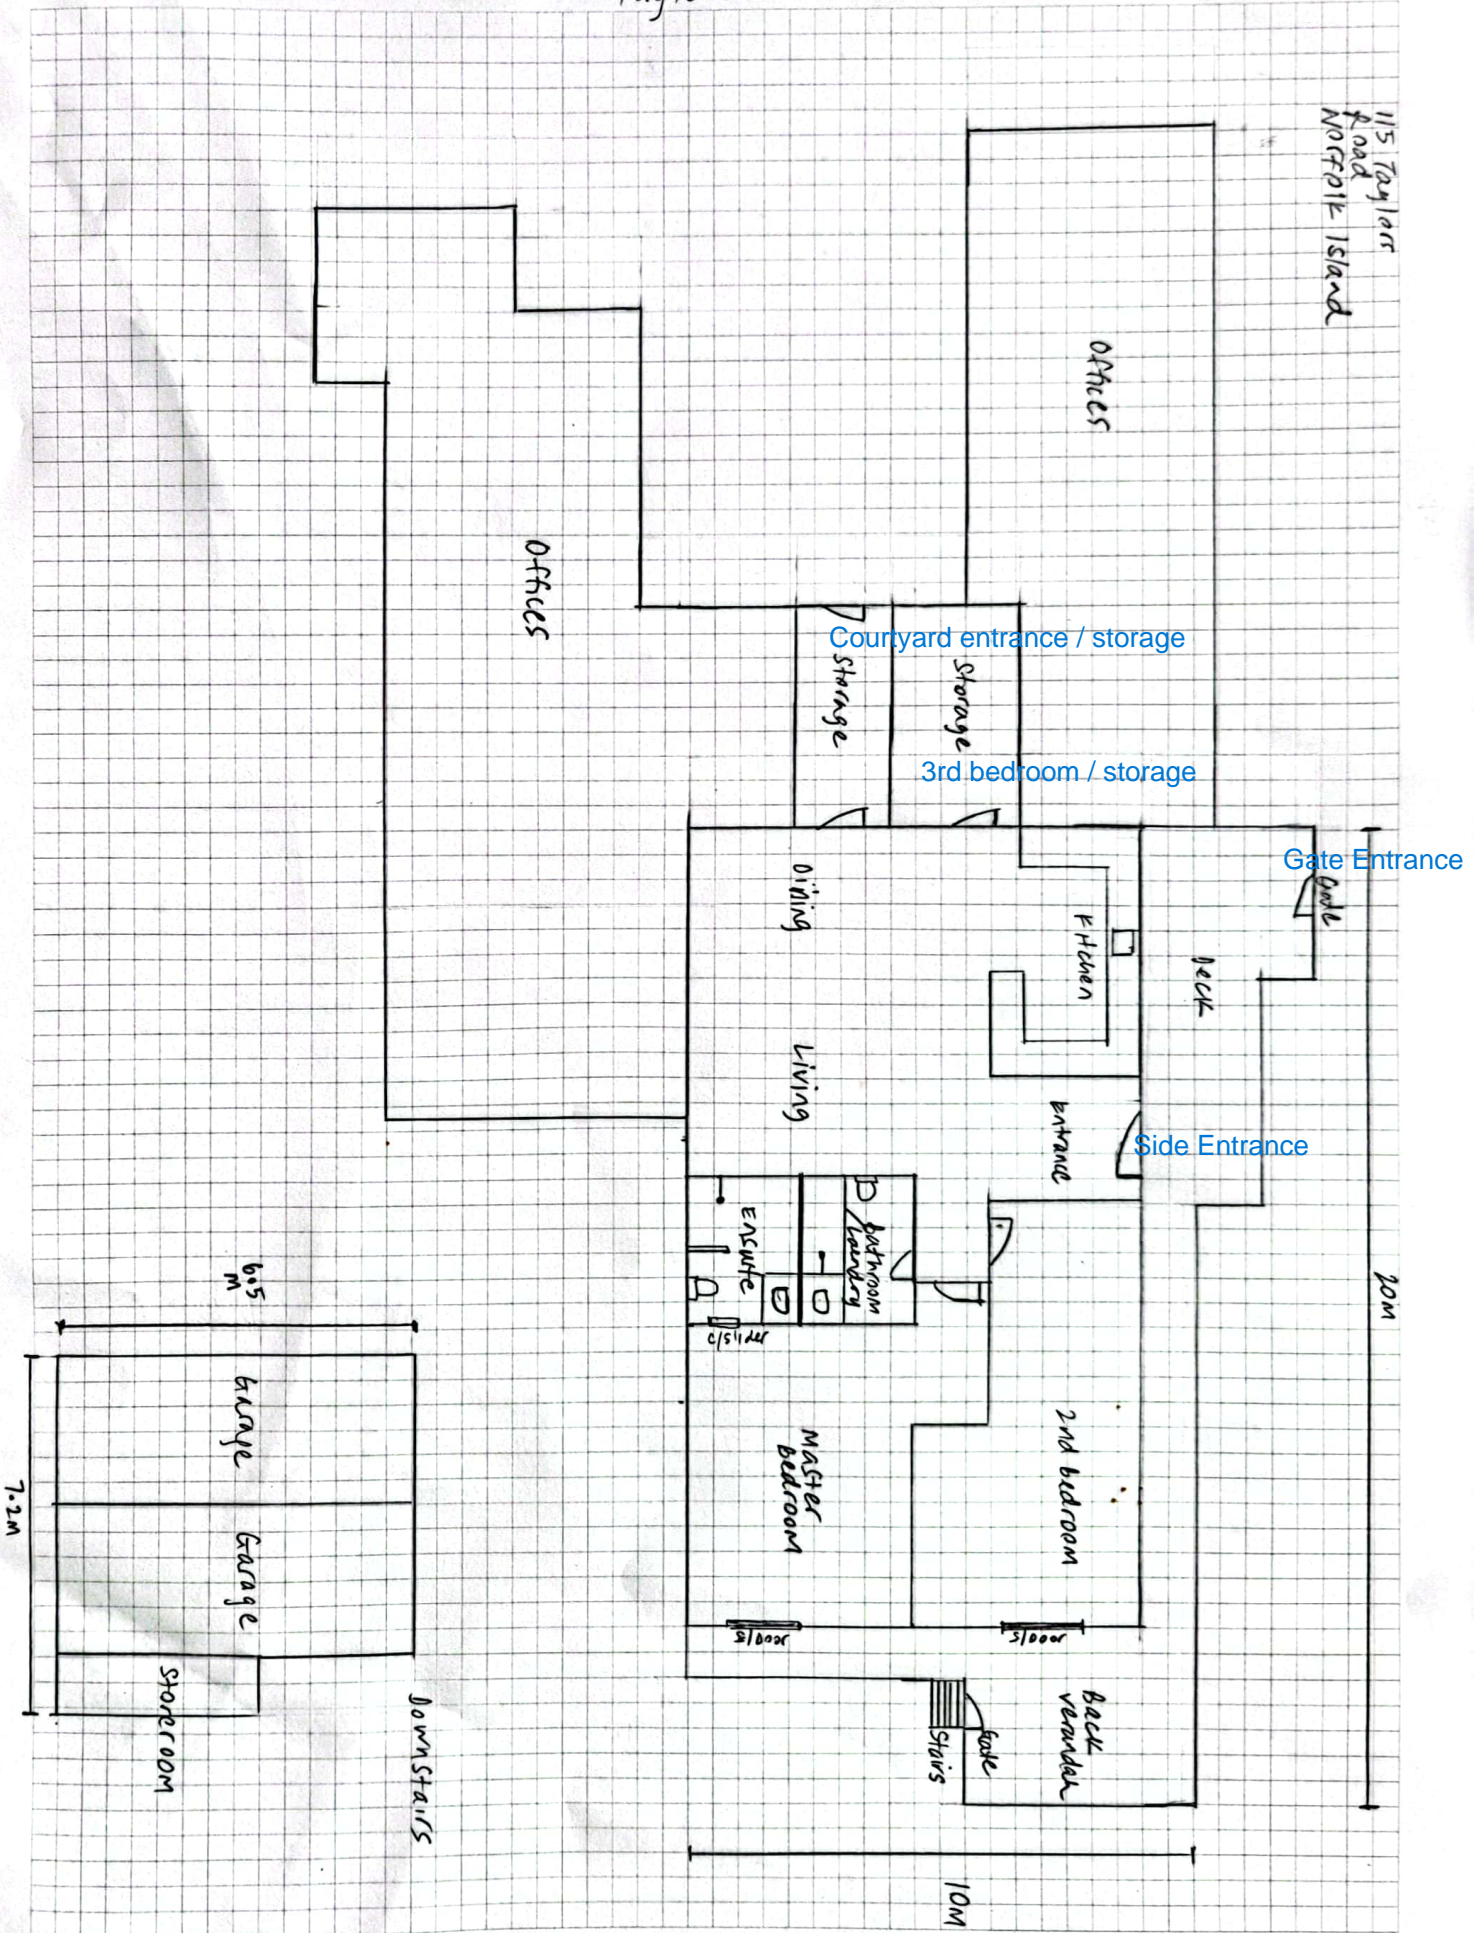 115 Taylors
Road
Norfolk Island
Offices
Offices
Courtyard entrance / storage
Storage
Storage
3rd bedroom / storage
Gate Entrance
Gate
Dining
Kitchen
Deck
Living
Entrance
Side Entrance
20M
Ensuite
bathroom
/Laundry
c/slider
Master
bedroom
2nd bedroom
s/Door
s/Door
Back
verandah
Gate
Stairs
10M
6.5
M
Garage
Garage
7.2M
Storeroom
Downstairs